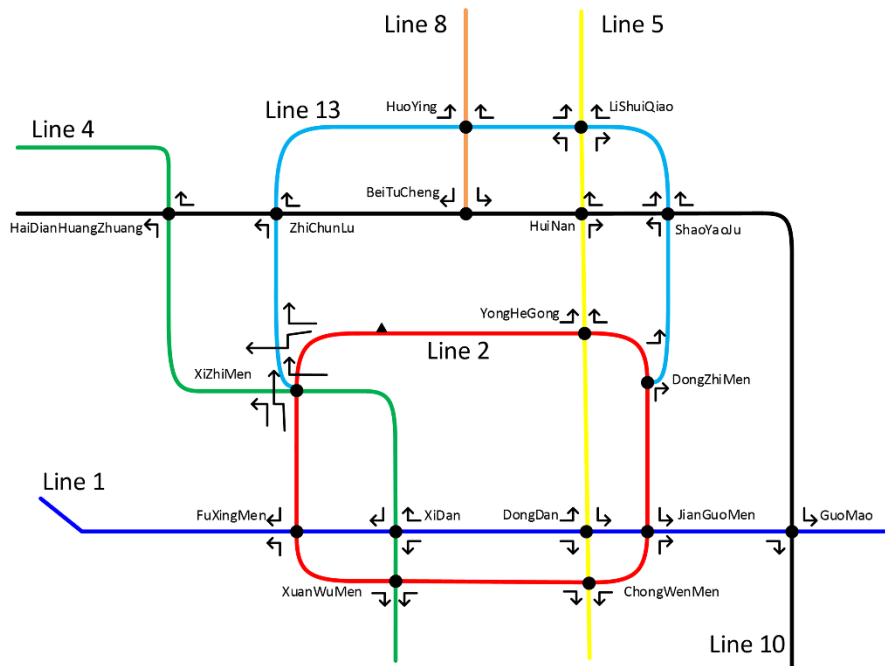 Line 8
Line 5
HuoYing
LiShuiQiao
Line 13
Line 4
BeiTuCheng
HaiDianHuangZhuang
ZhiChunLu
HuiNan
ShaoYaoJu
YongHeGong
Line 2
XiZhiMen
DongZhiMen
Line 1
FuXingMen
XiDan
DongDan
JianGuoMen
GuoMao
XuanWuMen
ChongWenMen
Line 10